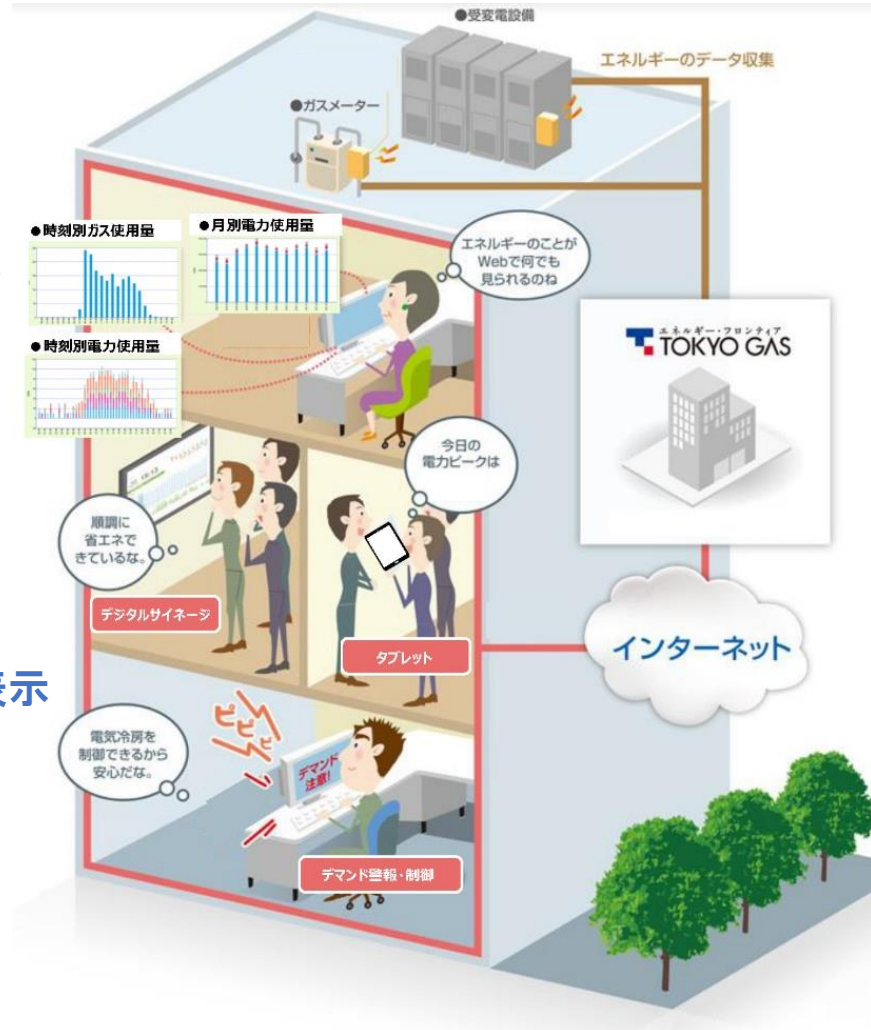 ●受変電設備
エネルギーのデータ収集
●ガスメーター
●時刻別ガス使用量
●月別電力使用量
エネルギーのことが
Webで何でも
見られるのね
エネルギー・フロンティア
TOKYO GAS
●時刻別電力使用量
今日の
電力ピークは
順調に
省エネで
きているな。
デジタルサイネージ
タブレット
インターネット
表示
ピピピ
電気冷房を
制御できるから
安心だな。
デマンド
注意!
デマンド警報・制御